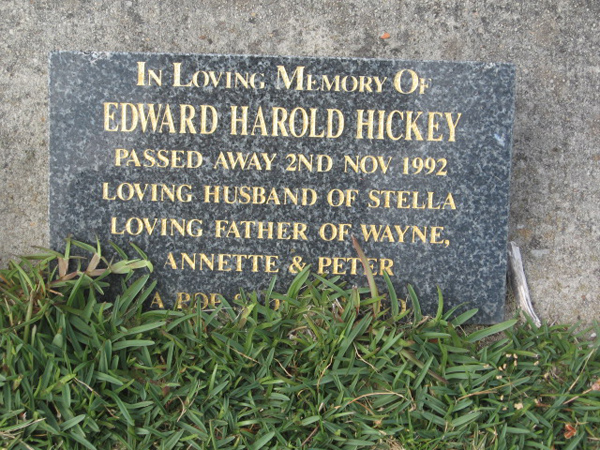 In Loving Memory Of
EDWARD HAROLD HICKEY
PASSED AWAY 2ND NOV 1992
LOVING HUSBAND OF STELLA
LOVING FATHER OF WAYNE,
ANNETTE & PETER
A